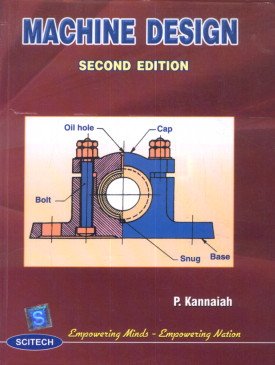 MACHINE DESIGN
SECOND EDITION
Oil hole
Cap
Bolt
Snug
Base
P. Kannaiah
S
SCITECH
Empowering Minds - Empowering Nation